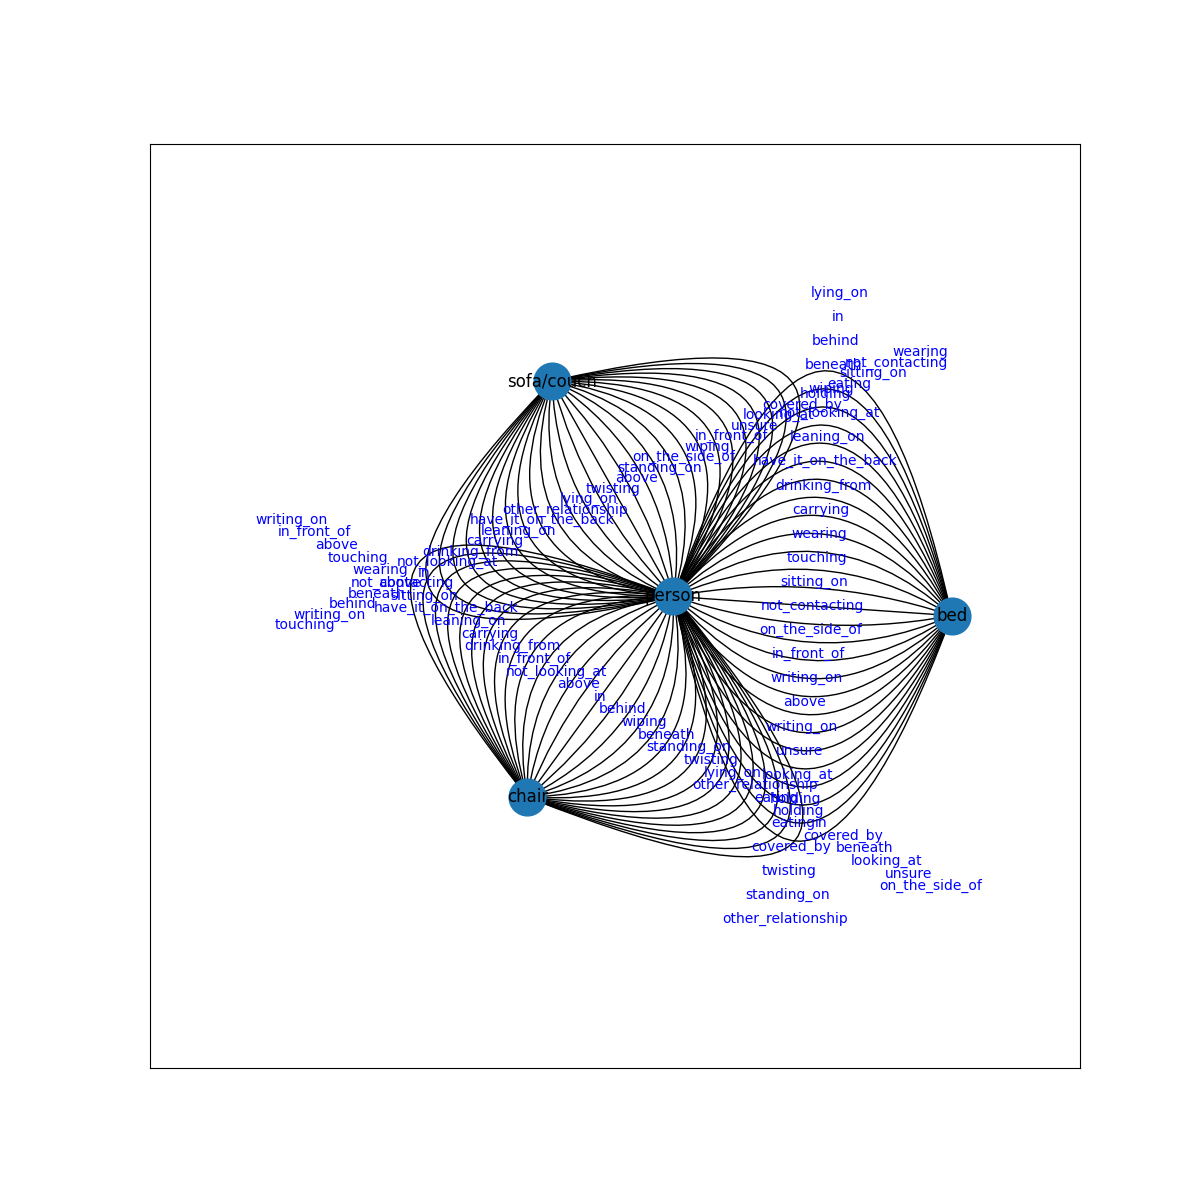 lying_on
in
behind
wearing
not_contacting
beneath
sitting_on
sofa/couch
eating
wiping
holding
covered_by
looking_at
not_looking_at
unsure
in_front_of
leaning_on
wiping
on_the_side_of
have_it_on_the_back
standing_on
above
drinking_from
twisting
lying_on
other_relationship
carrying
writing_on
have_it_on_the_back
in_front_of
leaning_on
wearing
carrying
above
drinking_from
touching
touching
not_looking_at
wearing
in
sitting_on
not_contacting
above
beneath
sitting_on
person
behind
have_it_on_the_back
not_contacting
writing_on
bed
leaning_on
touching
on_the_side_of
carrying
drinking_from
in_front_of
in_front_of
not_looking_at
writing_on
above
in
above
behind
wiping
writing_on
beneath
standing_on
unsure
twisting
lying_on
looking_at
other_relationship
chair
eating
holding
holding
eating
in
covered_by
covered_by
beneath
looking_at
twisting
unsure
on_the_side_of
standing_on
other_relationship